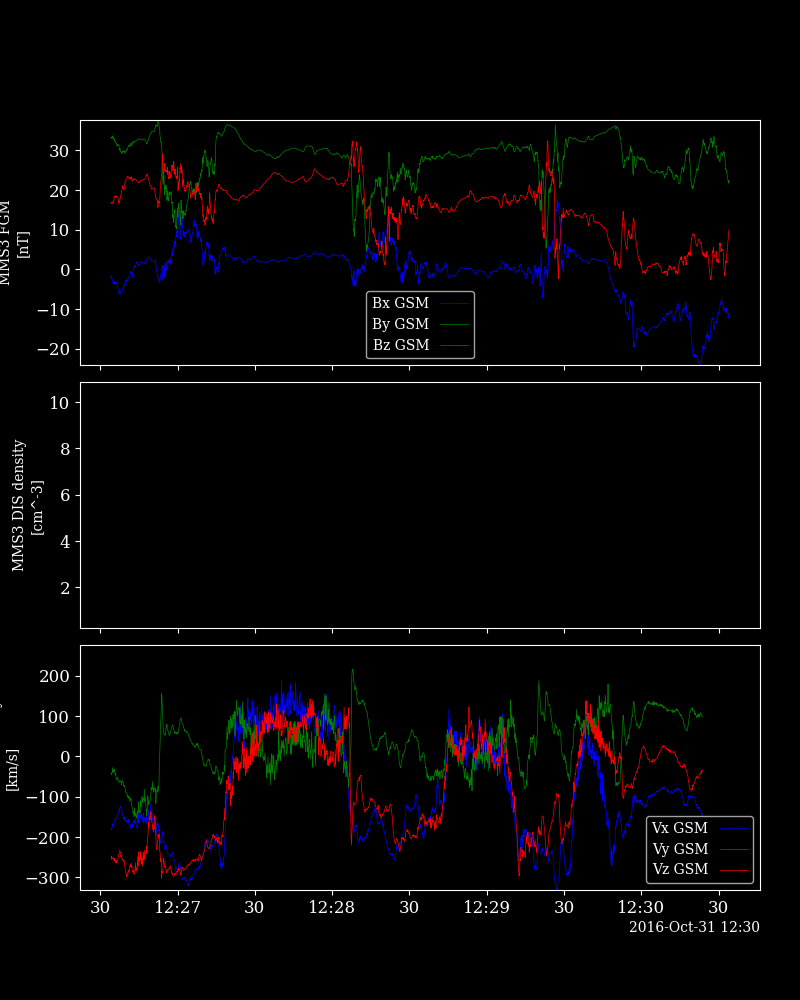 MMS3 FGM
[nT]
30
20
10
0
−10
−20
Bx GSM
By GSM
Bz GSM
MMS3 DIS density
[cm^-3]
10
8
6
4
2
[km/s]
200
100
0
−100
−200
−300
Vx GSM
Vy GSM
Vz GSM
30 12:27 30 12:28 30 12:29 30 12:30 30
2016-Oct-31 12:30